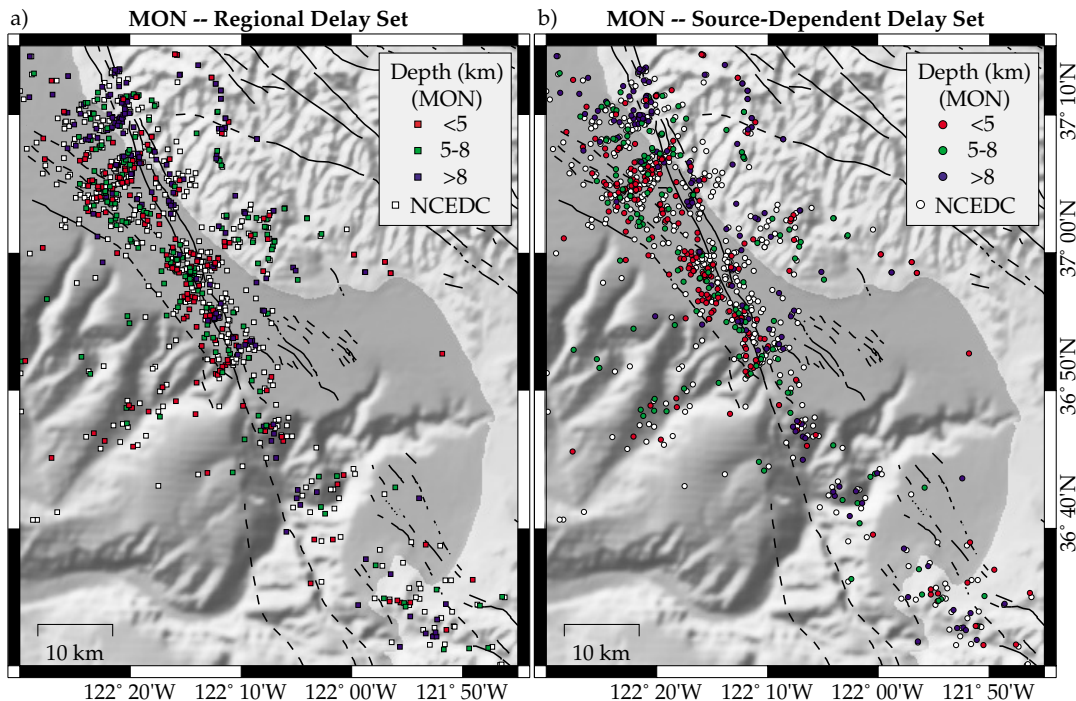 a)
MON -- Regional Delay Set
Depth (km)
(MON)
<5
5-8
>8
NCEDC
10 km
122° 20'W
122° 10'W
122° 00'W
121° 50'W
b)
MON -- Source-Dependent Delay Set
Depth (km)
(MON)
<5
5-8
>8
NCEDC
10 km
122° 20'W
122° 10'W
122° 00'W
121° 50'W
37° 10'N
37° 00'N
36° 50'N
36° 40'N